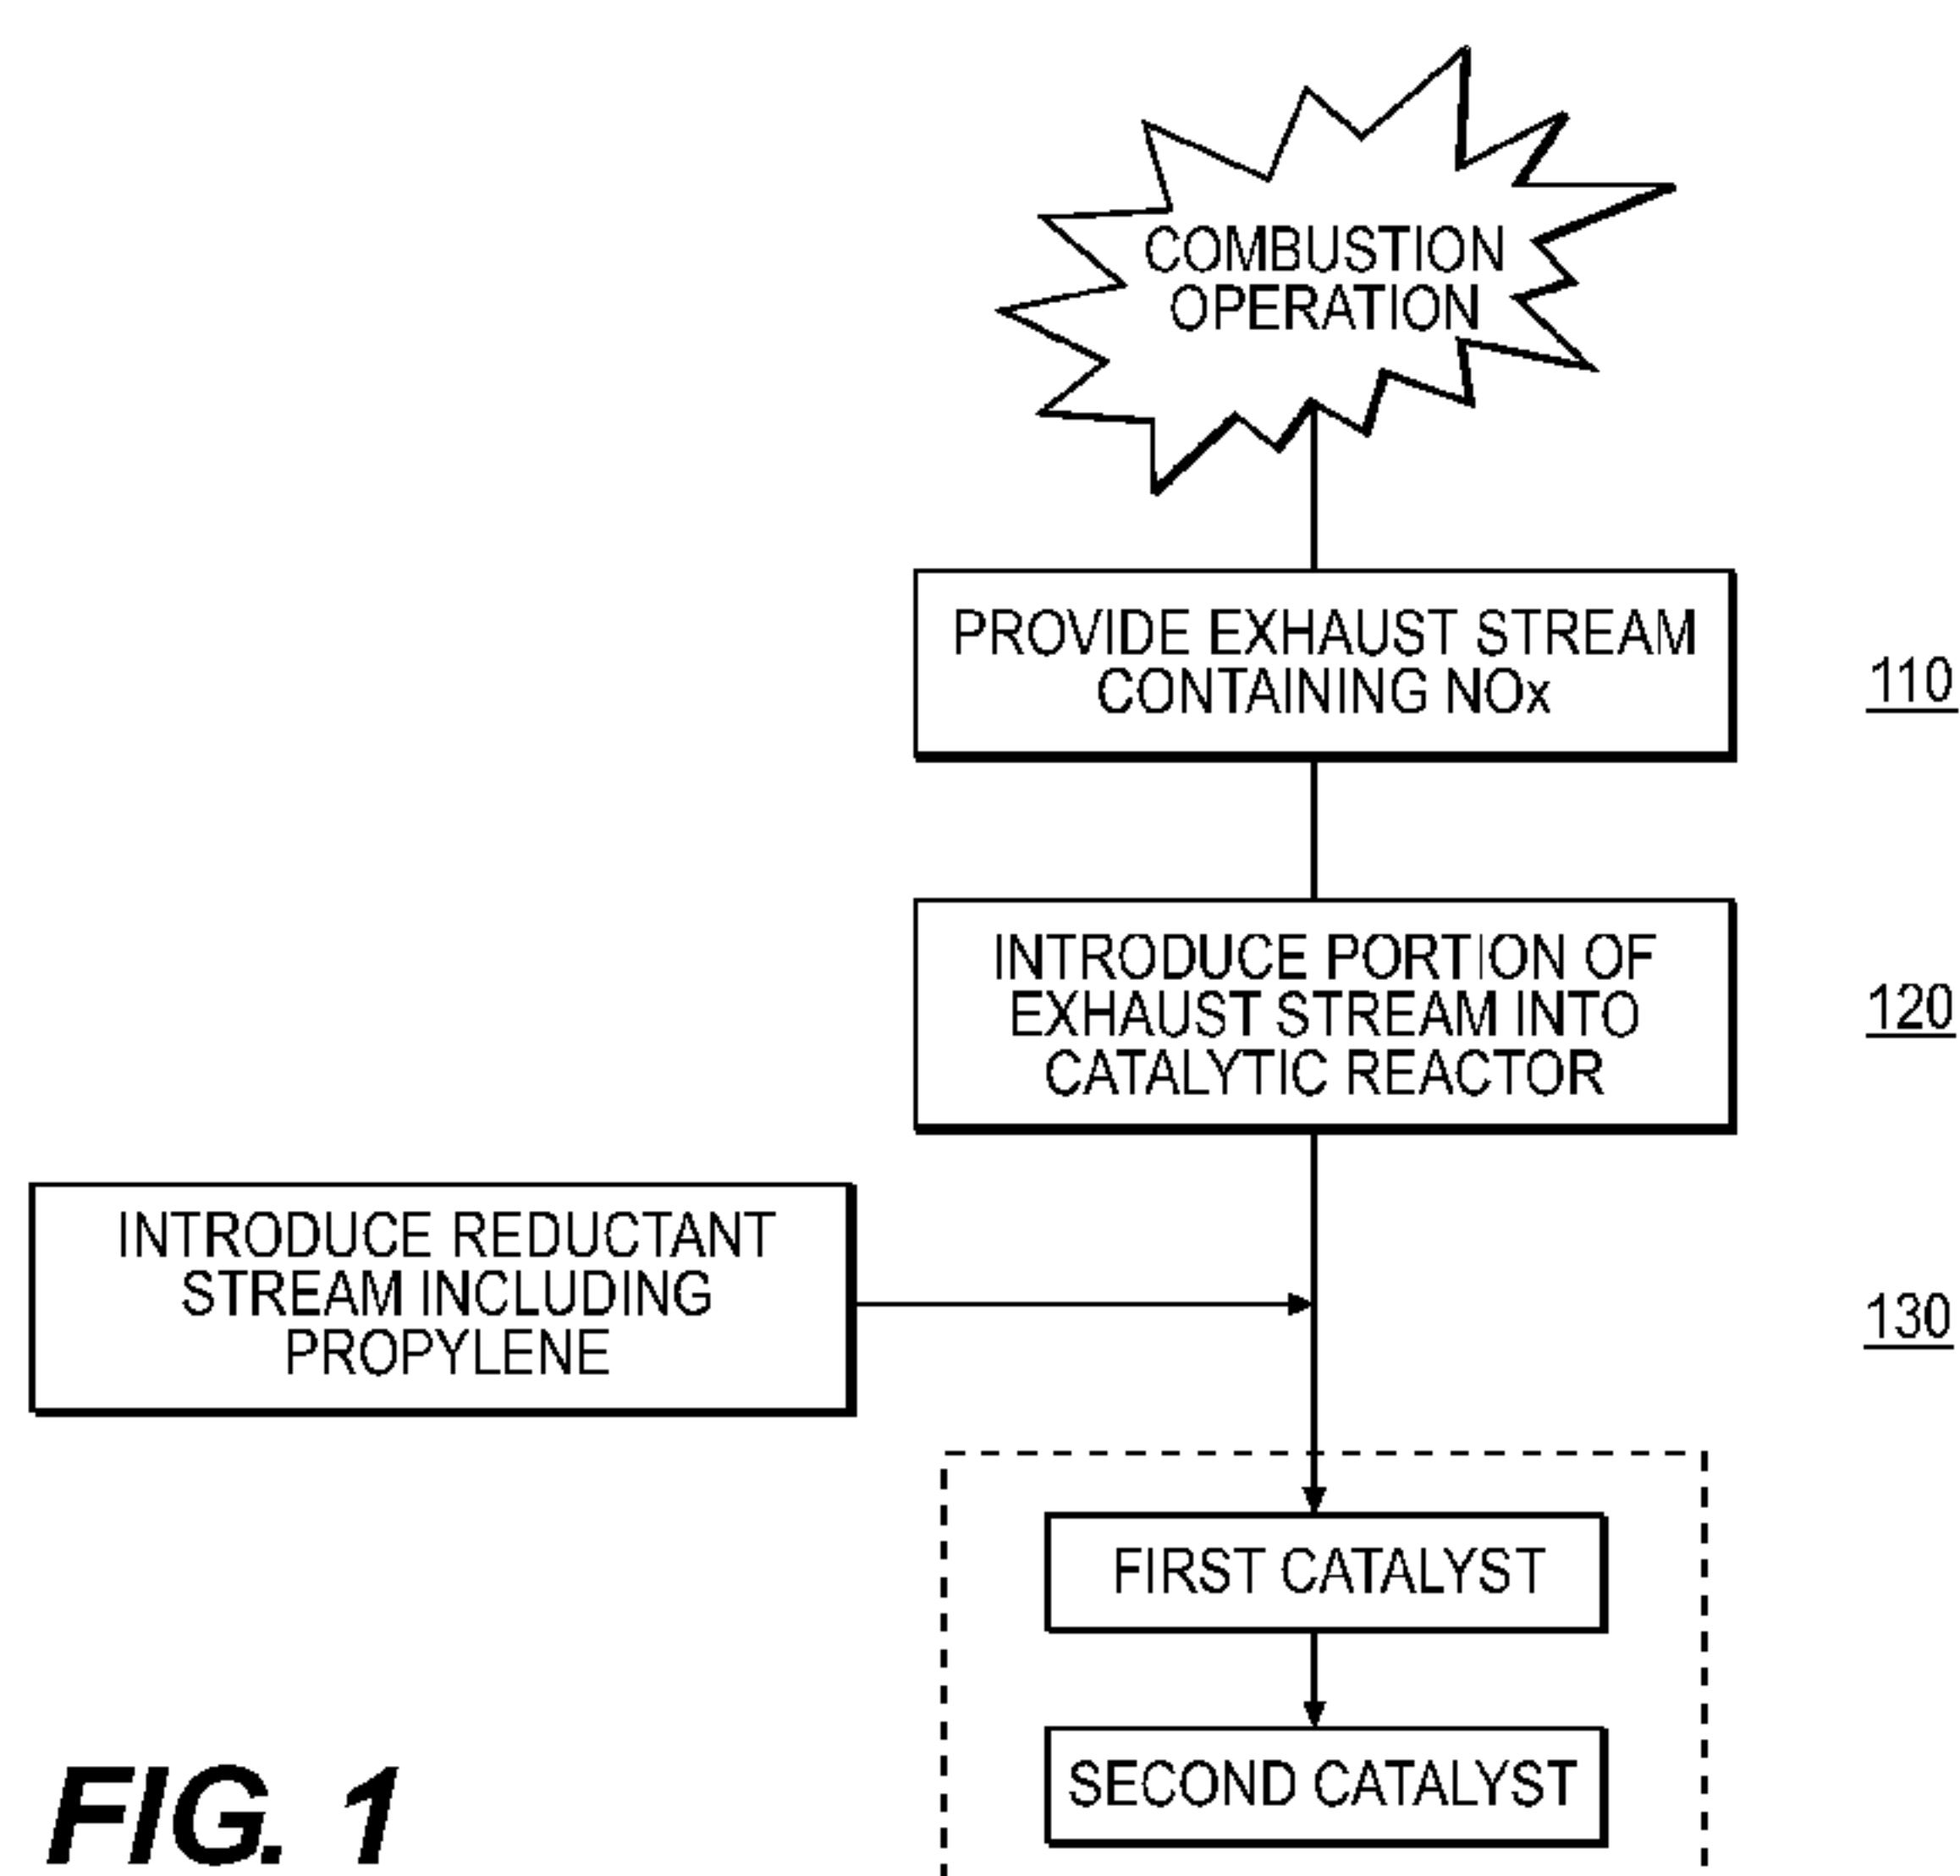 COMBUSTION
OPERATION
PROVIDE EXHAUST STREAM
CONTAINING NOx
110
INTRODUCE PORTION OF
EXHAUST STREAM INTO
CATALYTIC REACTOR
120
INTRODUCE REDUCTANT
STREAM INCLUDING
PROPYLENE
130
FIRST CATALYST
SECOND CATALYST
FIG. 1